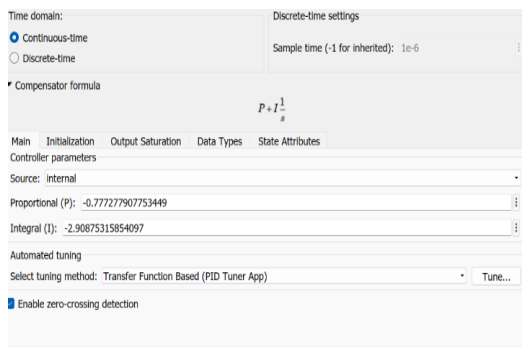 Time domain:
Discrete-time settings
Continuous-time
Discrete-time
Sample time (-1 for inherited): 1e-6
Compensator formula
P+I 1/s
Main Initialization Output Saturation Data Types State Attributes
Controller parameters
Source: internal
Proportional (P): -0.777277907753449
Integral (I): -2.90875315854097
Automated tuning
Select tuning method: Transfer Function Based (PID Tuner App) Tune...
Enable zero-crossing detection